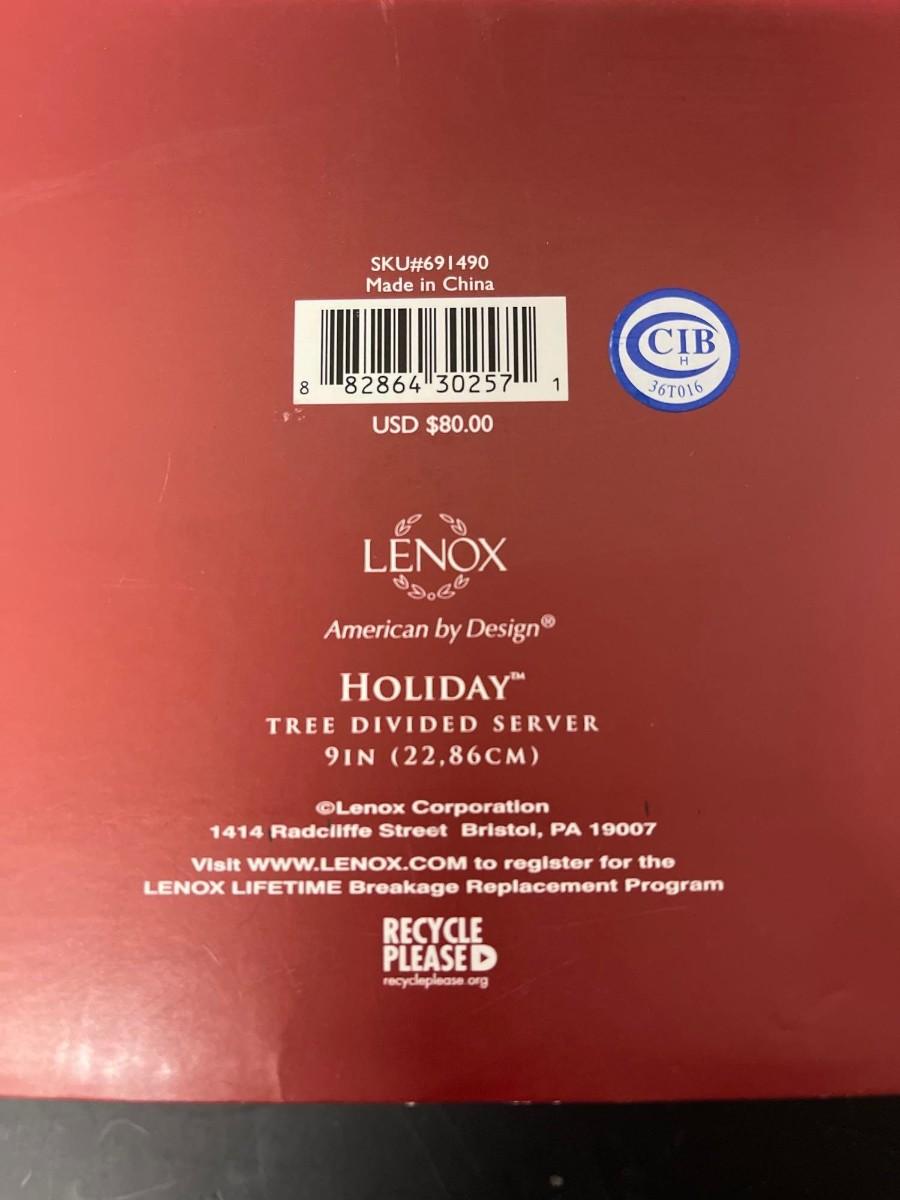 SKU#691490
Made in China
8 82864 30257 1
USD $80.00
CIB
H
36T016
LENOX
American by Design®
HOLIDAY™
TREE DIVIDED SERVER
9IN (22,86CM)
©Lenox Corporation
1414 Radcliffe Street Bristol, PA 19007
Visit WWW.LENOX.COM to register for the
LENOX LIFETIME Breakage Replacement Program
RECYCLE
PLEASE
recycleplease.org